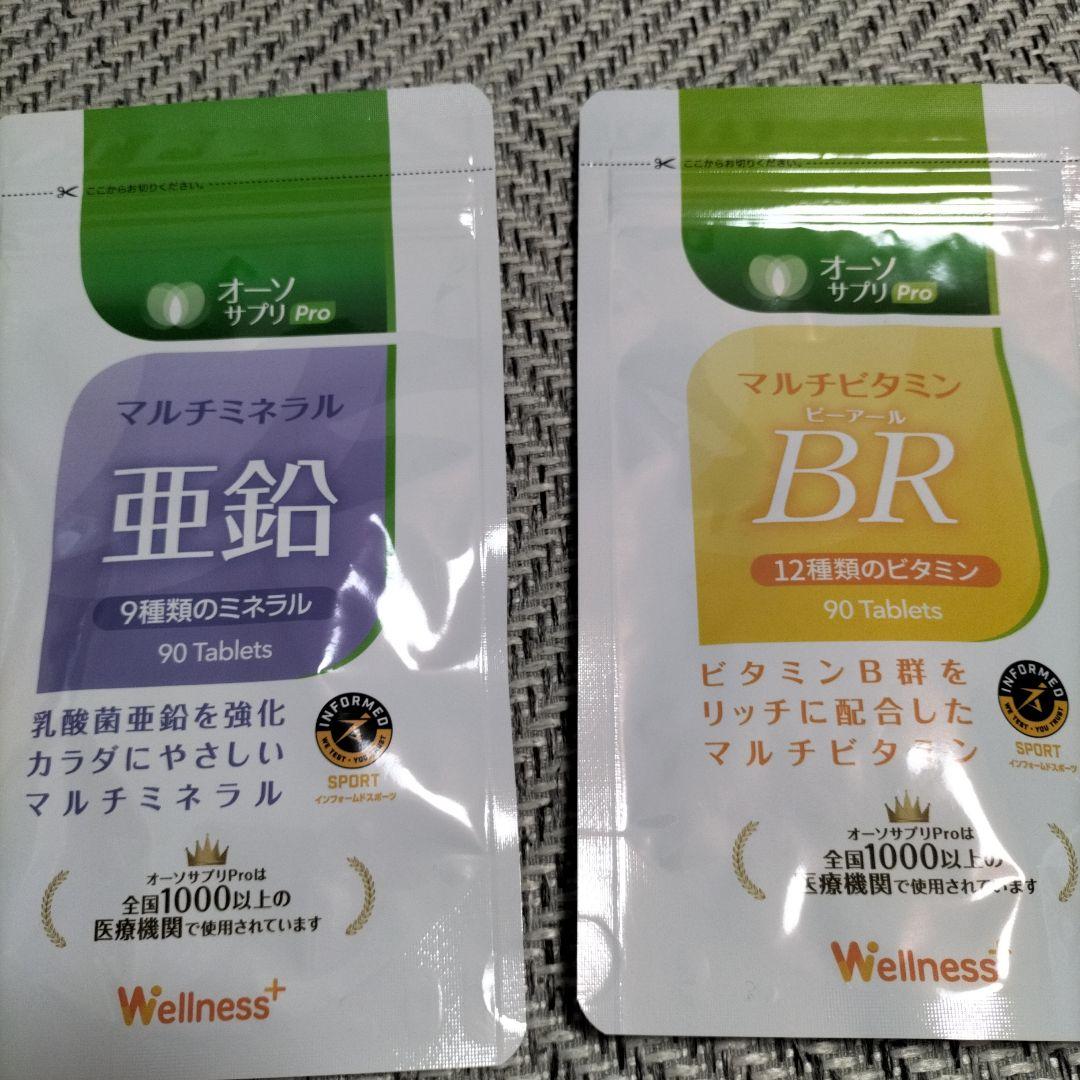 ここからお切りください。
オーソ
サプリ Pro
マルチミネラル
亜鉛
9種類のミネラル
90 Tablets
乳酸菌亜鉛を強化
カラダにやさしい
マルチミネラル
INFORMED
WE TEST・YOU TRUST
SPORT
インフォームドスポーツ
オーソサプリProは
全国1000以上の
医療機関で使用されています
Wellness+
ここからお切りください。
オーソ
サプリ Pro
マルチビタミン
ビーアール
BR
12種類のビタミン
90 Tablets
ビタミンB群を
リッチに配合した
マルチビタミン
INFORMED
WE TEST・YOU TRUST
SPORT
インフォームドスポーツ
オーソサプリProは
全国1000以上の
医療機関で使用されています
Wellness+